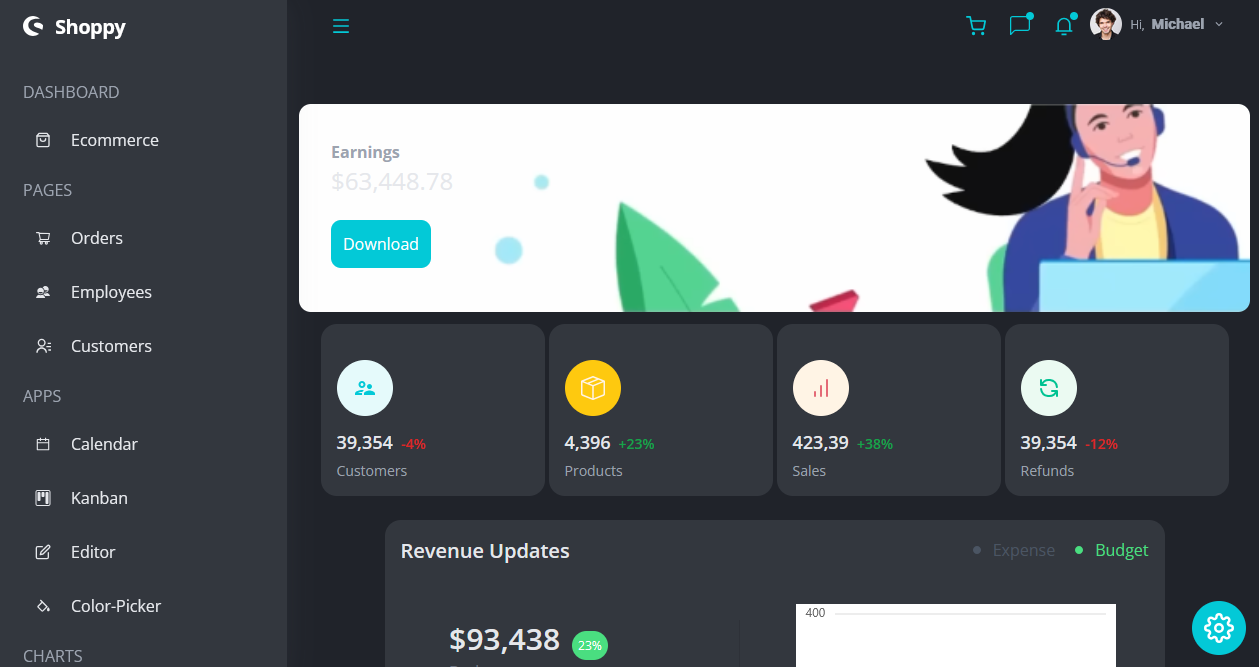 Shoppy
Hi, Michael
DASHBOARD
Ecommerce
PAGES
Orders
Employees
Customers
APPS
Calendar
Kanban
Editor
Color-Picker
CHARTS
Earnings
$63,448.78
Download
39,354 -4%
Customers
4,396 +23%
Products
423,39 +38%
Sales
39,354 -12%
Refunds
Revenue Updates
Expense
Budget
$93,438 23%
400